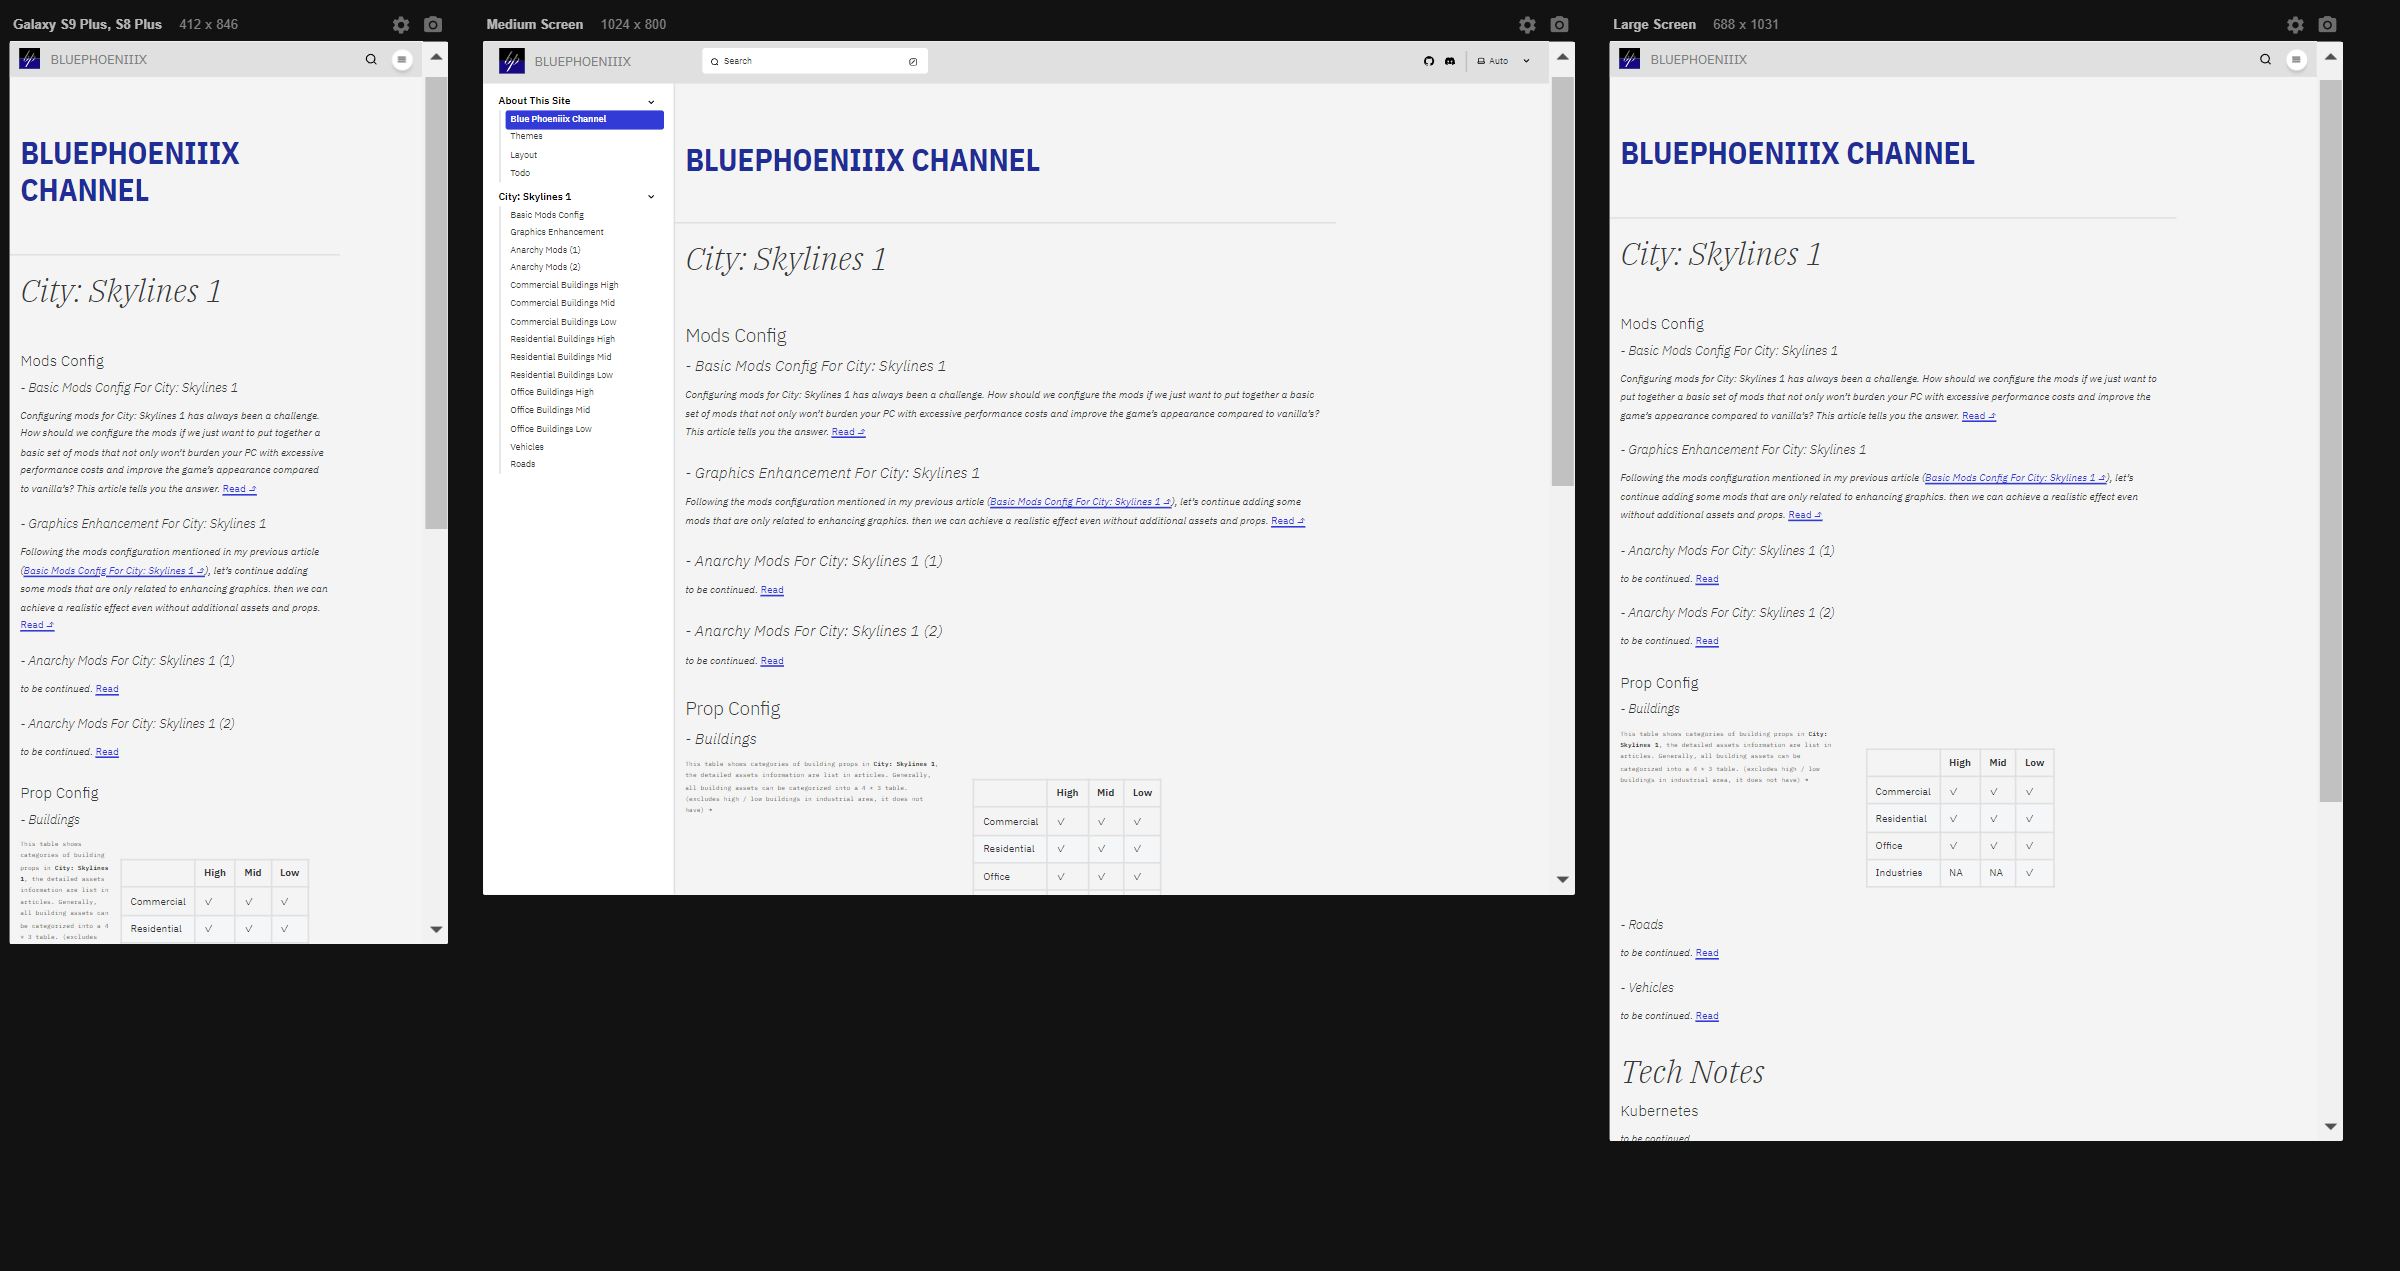 Galaxy S9 Plus, S8 Plus 412 x 846
BLUEPHOENIIIX
BLUEPHOENIIIX
CHANNEL
City: Skylines 1
Mods Config
- Basic Mods Config For City: Skylines 1
Configuring mods for City: Skylines 1 has always been a challenge.
How should we configure the mods if we just want to put together a
basic set of mods that not only won't burden your PC with excessive
performance costs and improve the game's appearance compared
to vanilla's? This article tells you the answer. Read
- Graphics Enhancement For City: Skylines 1
Following the mods configuration mentioned in my previous article
(Basic Mods Config For City: Skylines 1), let's continue adding
some mods that are only related to enhancing graphics. then we can
achieve a realistic effect even without additional assets and props.
Read
- Anarchy Mods For City: Skylines 1 (1)
to be continued. Read
- Anarchy Mods For City: Skylines 1 (2)
to be continued. Read
Prop Config
- Buildings
This table shows
categories of building
props in City: Skylines
1, the detailed assets
information are list in
articles. Generally,
all building assets can
be categorized into a 4
* 3 table. (excludes
High Mid Low
Commercial ✓ ✓ ✓
Residential ✓ ✓ ✓
Medium Screen 1024 x 800
BLUEPHOENIIIX
Search
Auto
About This Site
Blue Phoeniiix Channel
Themes
Layout
Todo
City: Skylines 1
Basic Mods Config
Graphics Enhancement
Anarchy Mods (1)
Anarchy Mods (2)
Commercial Buildings High
Commercial Buildings Mid
Commercial Buildings Low
Residential Buildings High
Residential Buildings Mid
Residential Buildings Low
Office Buildings High
Office Buildings Mid
Office Buildings Low
Vehicles
Roads
BLUEPHOENIIIX CHANNEL
City: Skylines 1
Mods Config
- Basic Mods Config For City: Skylines 1
Configuring mods for City: Skylines 1 has always been a challenge. How should we configure the mods if we just want to put together a basic
set of mods that not only won't burden your PC with excessive performance costs and improve the game's appearance compared to vanilla's?
This article tells you the answer. Read
- Graphics Enhancement For City: Skylines 1
Following the mods configuration mentioned in my previous article (Basic Mods Config For City: Skylines 1), let's continue adding some
mods that are only related to enhancing graphics. then we can achieve a realistic effect even without additional assets and props. Read
- Anarchy Mods For City: Skylines 1 (1)
to be continued. Read
- Anarchy Mods For City: Skylines 1 (2)
to be continued. Read
Prop Config
- Buildings
This table shows categories of building props in City: Skylines 1,
the detailed assets information are list in articles. Generally,
all building assets can be categorized into a 4 * 3 table.
(excludes high / low buildings in industrial area, it does not
have)
High Mid Low
Commercial ✓ ✓ ✓
Residential ✓ ✓ ✓
Office ✓ ✓ ✓
Large Screen 688 x 1031
BLUEPHOENIIIX
BLUEPHOENIIIX CHANNEL
City: Skylines 1
Mods Config
- Basic Mods Config For City: Skylines 1
Configuring mods for City: Skylines 1 has always been a challenge. How should we configure the mods if we just want to
put together a basic set of mods that not only won't burden your PC with excessive performance costs and improve the
game's appearance compared to vanilla's? This article tells you the answer. Read
- Graphics Enhancement For City: Skylines 1
Following the mods configuration mentioned in my previous article (Basic Mods Config For City: Skylines 1), let's
continue adding some mods that are only related to enhancing graphics. then we can achieve a realistic effect even
without additional assets and props. Read
- Anarchy Mods For City: Skylines 1 (1)
to be continued. Read
- Anarchy Mods For City: Skylines 1 (2)
to be continued. Read
Prop Config
- Buildings
This table shows categories of building props in City:
Skylines 1, the detailed assets information are list in
articles. Generally, all building assets can be
categorized into a 4 * 3 table. (excludes high / low
buildings in industrial area, it does not have)
High Mid Low
Commercial ✓ ✓ ✓
Residential ✓ ✓ ✓
Office ✓ ✓ ✓
Industries NA NA ✓
- Roads
to be continued. Read
- Vehicles
to be continued. Read
Tech Notes
Kubernetes
to be continued